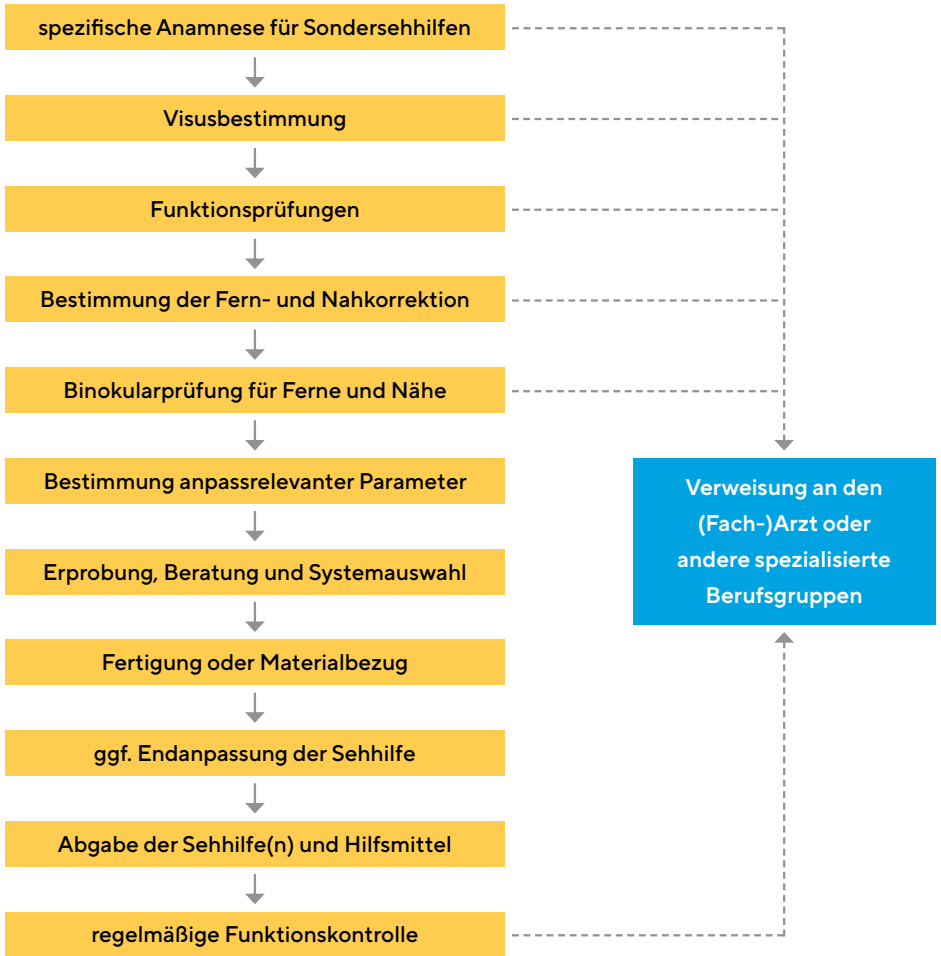 spezifische Anamnese für Sondersehhilfen
Visusbestimmung
Funktionsprüfungen
Bestimmung der Fern- und Nahkorrektion
Binokularprüfung für Ferne und Nähe
Bestimmung anpassrelevanter Parameter
Erprobung, Beratung und Systemauswahl
Fertigung oder Materialbezug
ggf. Endanpassung der Sehhilfe
Abgabe der Sehhilfe(n) und Hilfsmittel
regelmäßige Funktionskontrolle
Verweisung an den
(Fach-)Arzt oder
andere spezialisierte
Berufsgruppen